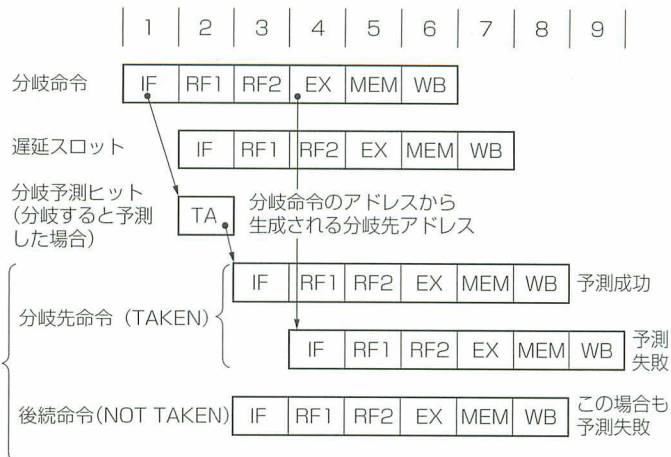 1 2 3 4 5 6 7 8 9
分岐命令 IF RF1 RF2 EX MEM WB
遅延スロット IF RF1 RF2 EX MEM WB
分岐予測ヒット
(分岐すると予測
した場合)
TA
分岐命令のアドレスから
生成される分岐先アドレス
分岐先命令(TAKEN)
IF RF1 RF2 EX MEM WB 予測成功
IF RF1 RF2 EX MEM WB 予測
失敗
後続命令(NOT TAKEN) IF RF1 RF2 EX MEM WB この場合も
予測失敗